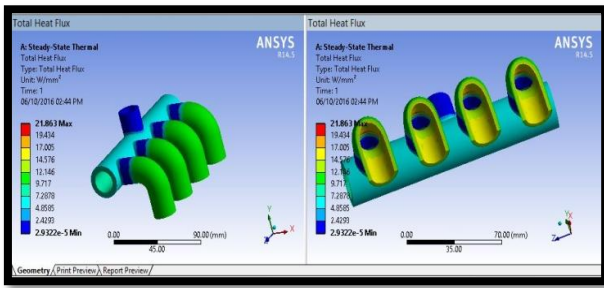 Total Heat Flux
ANSYS
R14.5
A: Steady-State Thermal
Total Heat Flux
Type: Total Heat Flux
Unit: W/mm²
Time: 1
06/10/2016 02:44 PM
21.863 Max
19.434
17.005
14.576
12.146
9.717
7.2878
4.8585
2.4293
2.9322e-5 Min
0.00
90.00 (mm)
45.00
Y
X
Z
Total Heat Flux
ANSYS
R14.5
A: Steady-State Thermal
Total Heat Flux
Type: Total Heat Flux
Unit: W/mm²
Time: 1
06/10/2016 02:44 PM
21.863 Max
19.434
17.005
14.576
12.146
9.717
7.2878
4.8585
2.4293
2.9322e-5 Min
0.00
70.00 (mm)
35.00
Y
X
Z
Geometry Print Preview Report Preview